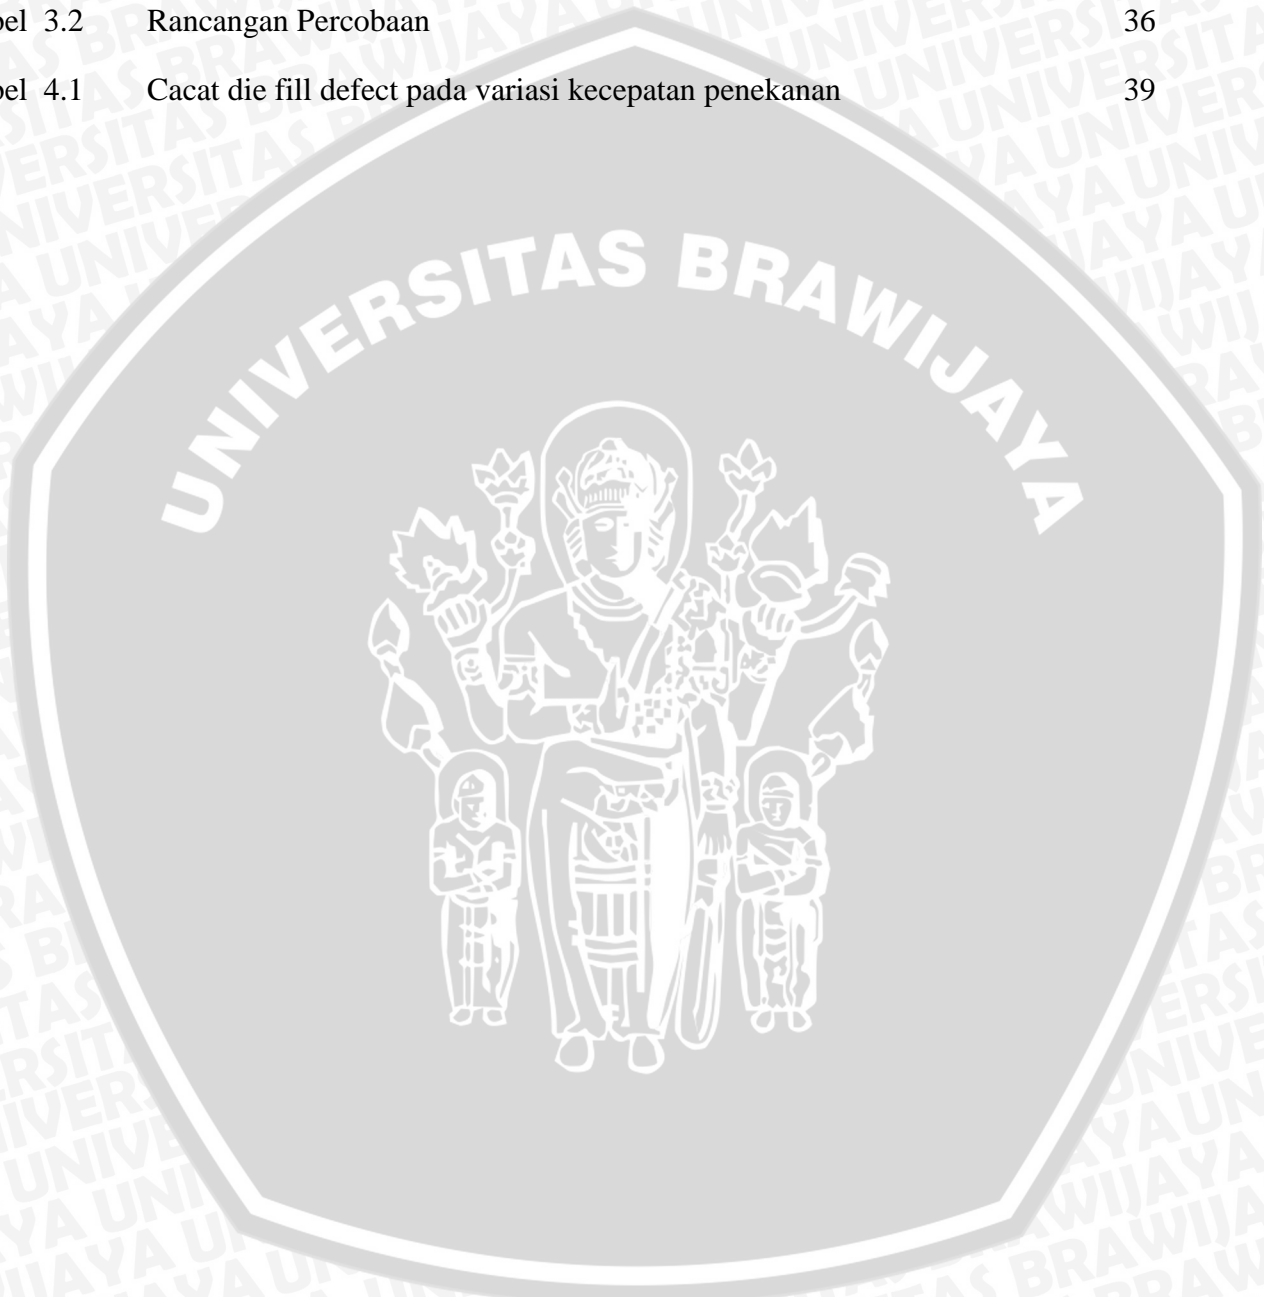 bel 3.2 Rancangan Percobaan 36
bel 4.1 Cacat die fill defect pada variasi kecepatan penekanan 39
UNIVERSITAS BRAWIJAYA